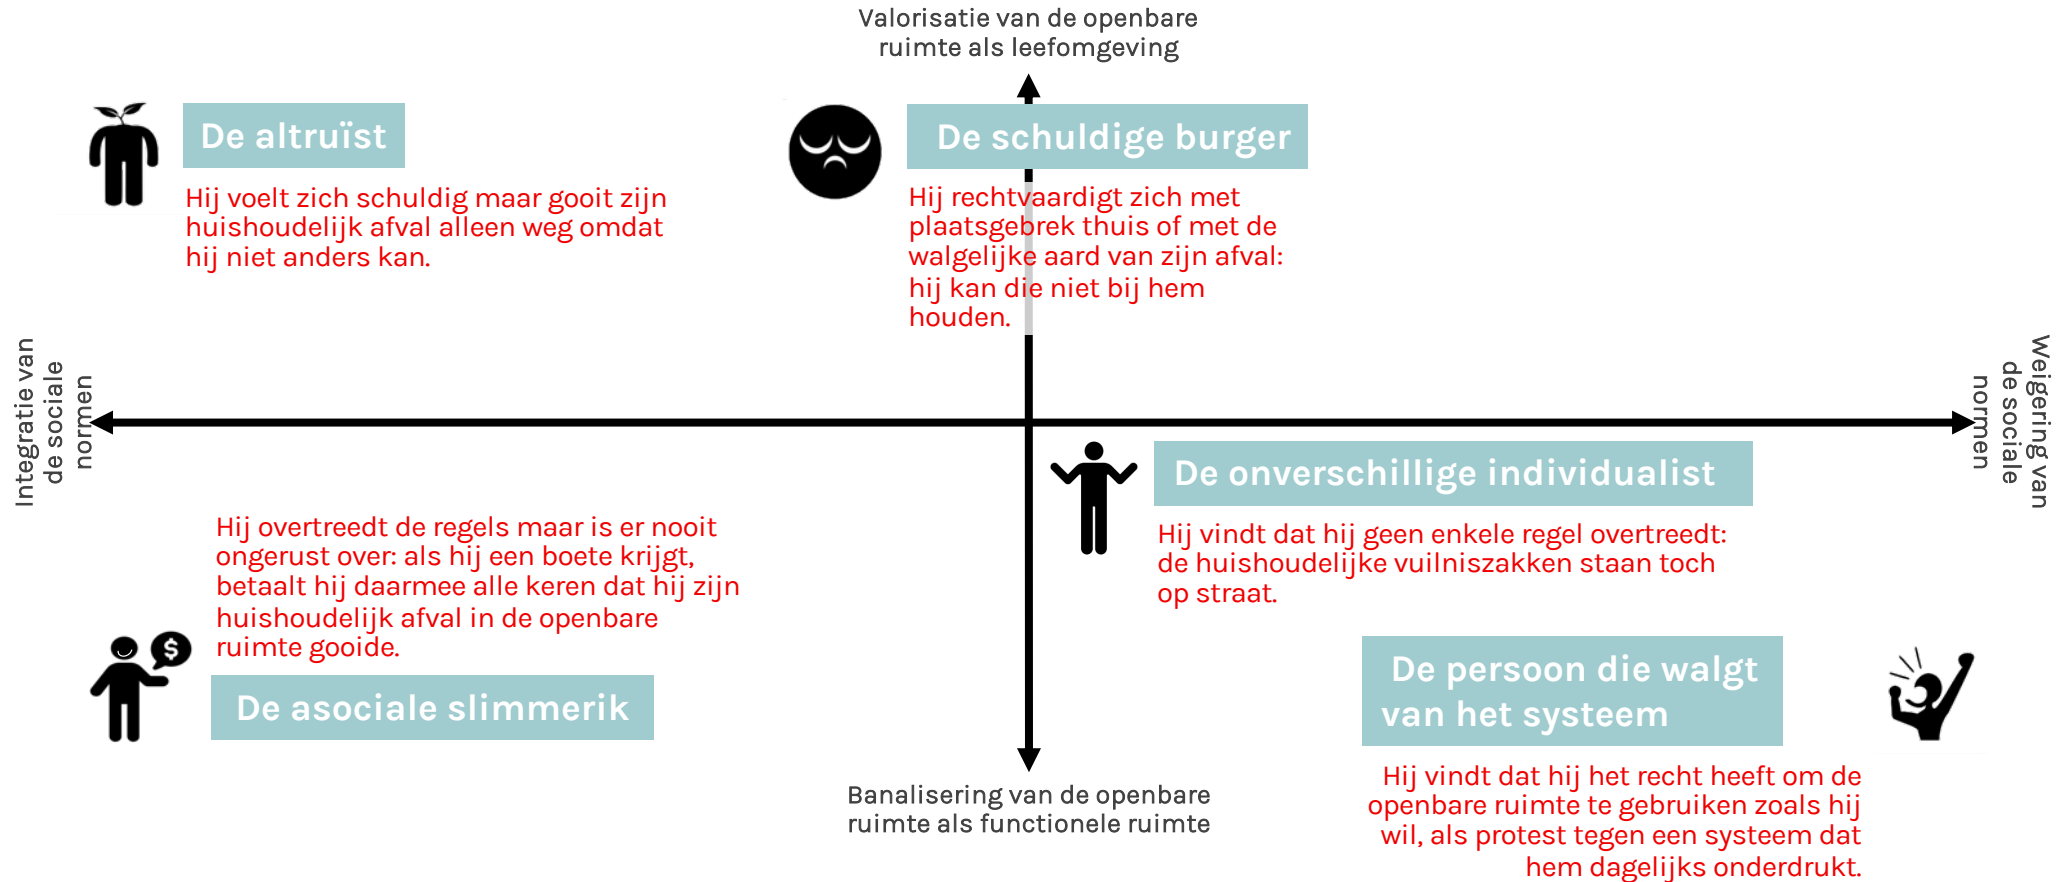 Valorisatie van de openbare
ruimte als leefomgeving
De altruïst
Hij voelt zich schuldig maar gooit zijn
huishoudelijk afval alleen weg omdat
hij niet anders kan.
De schuldige burger
Hij rechtvaardigt zich met
plaatsgebrek thuis of met de
walgelijke aard van zijn afval:
hij kan die niet bij hem
houden.
Integratie van
de sociale
normen
Weigering van
de sociale
normen
De onverschillige individualist
Hij vindt dat hij geen enkele regel overtreedt:
de huishoudelijke vuilniszakken staan toch
op straat.
Hij overtreedt de regels maar is er nooit
ongerust over: als hij een boete krijgt,
betaalt hij daarmee alle keren dat hij zijn
huishoudelijk afval in de openbare
ruimte gooide.
$
De asociale slimmerik
De persoon die walgt
van het systeem
Hij vindt dat hij het recht heeft om de
openbare ruimte te gebruiken zoals hij
wil, als protest tegen een systeem dat
hem dagelijks onderdrukt.
Banalisering van de openbare
ruimte als functionele ruimte